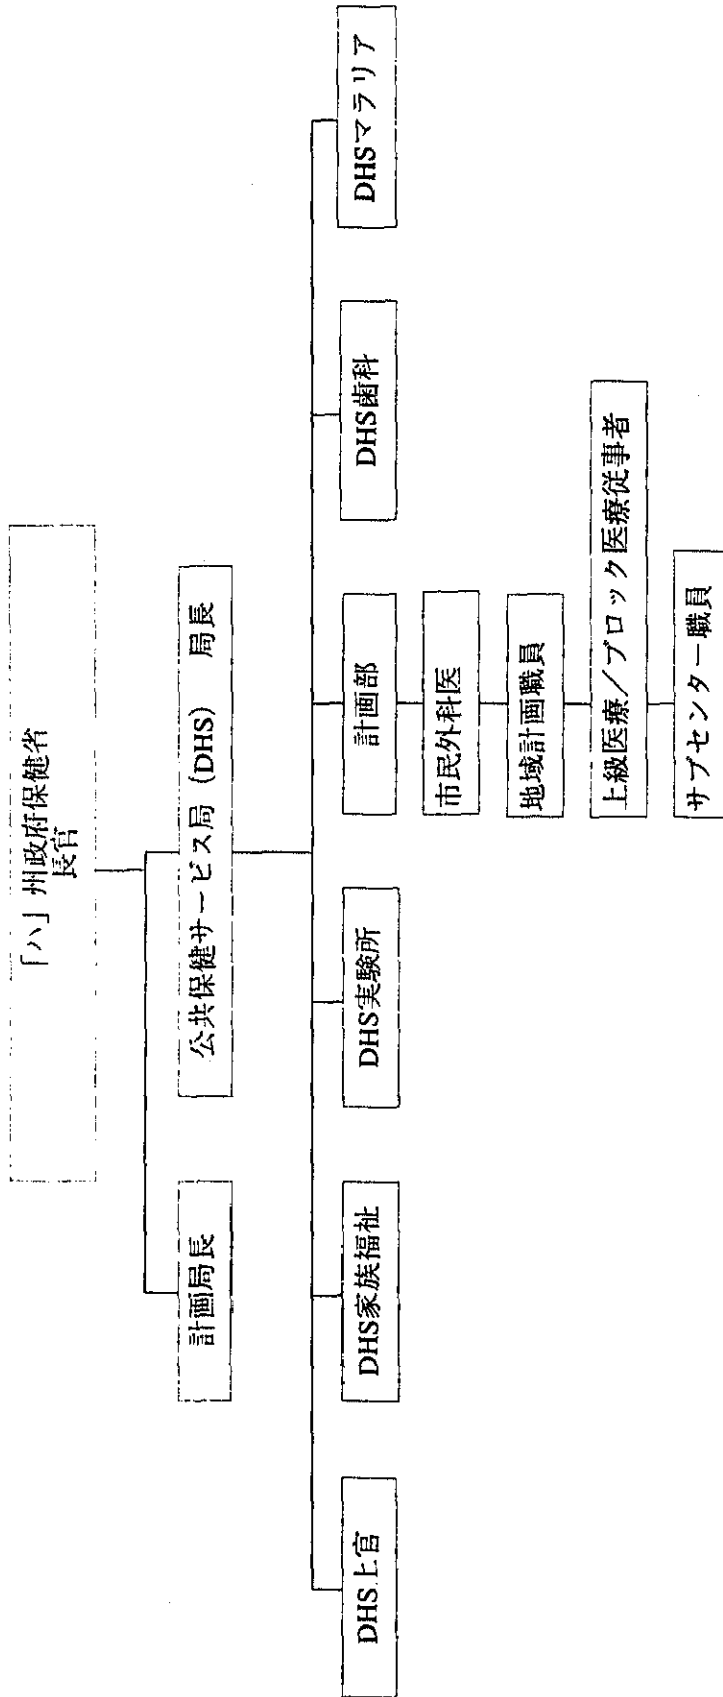 「ハ」州政府保健省
長官
計画局長
公共保健サービス局（DHS） 局長
DHS上官
DHS家族福祉
DHS実験所
計画部
DHS歯科
DHSマラリア
市民外科医
地域計画職員
上級医療／ブロック医療従事者
サブセンター職員